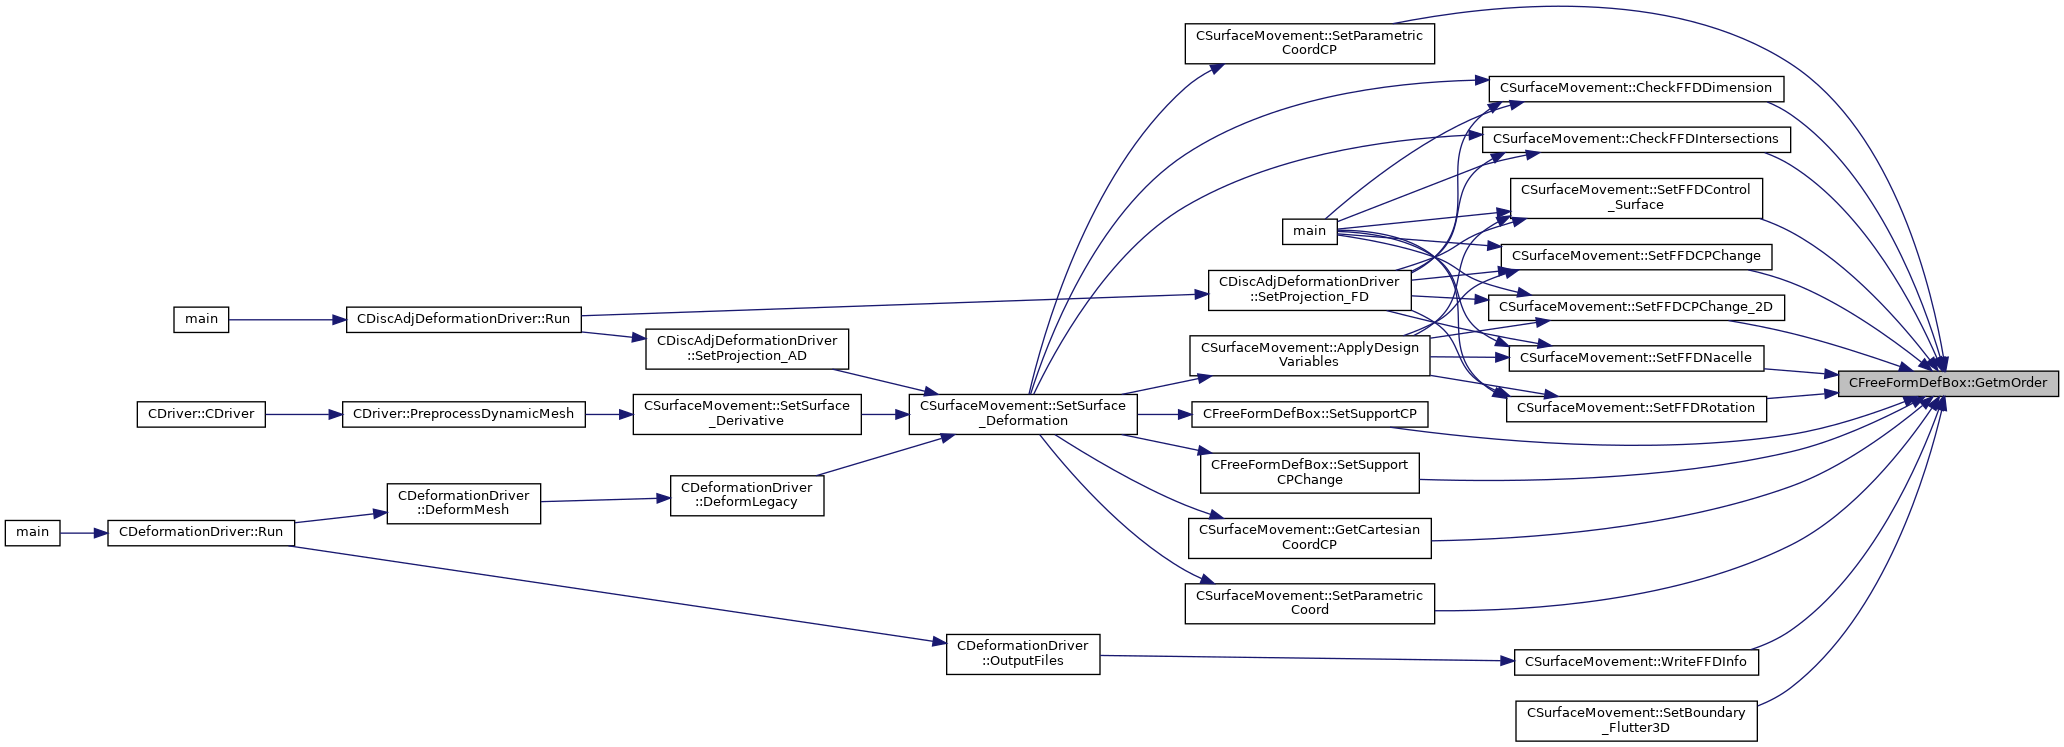 CSurfaceMovement::SetParametric
CoordCP
CSurfaceMovement::CheckFFDDimension
CSurfaceMovement::CheckFFDIntersections
CSurfaceMovement::SetFFDControl
_Surface
main
CSurfaceMovement::SetFFDCPChange
CDiscAdjDeformationDriver
::SetProjection_FD
CSurfaceMovement::SetFFDCPChange_2D
main
CDiscAdjDeformationDriver::Run
CDiscAdjDeformationDriver
::SetProjection_AD
CSurfaceMovement::ApplyDesign
Variables
CSurfaceMovement::SetFFDNacelle
CFreeFormDefBox::GetmOrder
CDriver::CDriver
CDriver::PreprocessDynamicMesh
CSurfaceMovement::SetSurface
_Derivative
CSurfaceMovement::SetSurface
_Deformation
CFreeFormDefBox::SetSupportCP
CSurfaceMovement::SetFFDRotation
CFreeFormDefBox::SetSupport
CPChange
CDeformationDriver
::DeformLegacy
CDeformationDriver
::DeformMesh
main
CDeformationDriver::Run
CSurfaceMovement::GetCartesian
CoordCP
CSurfaceMovement::SetParametric
Coord
CDeformationDriver
::OutputFiles
CSurfaceMovement::WriteFFDInfo
CSurfaceMovement::SetBoundary
_Flutter3D